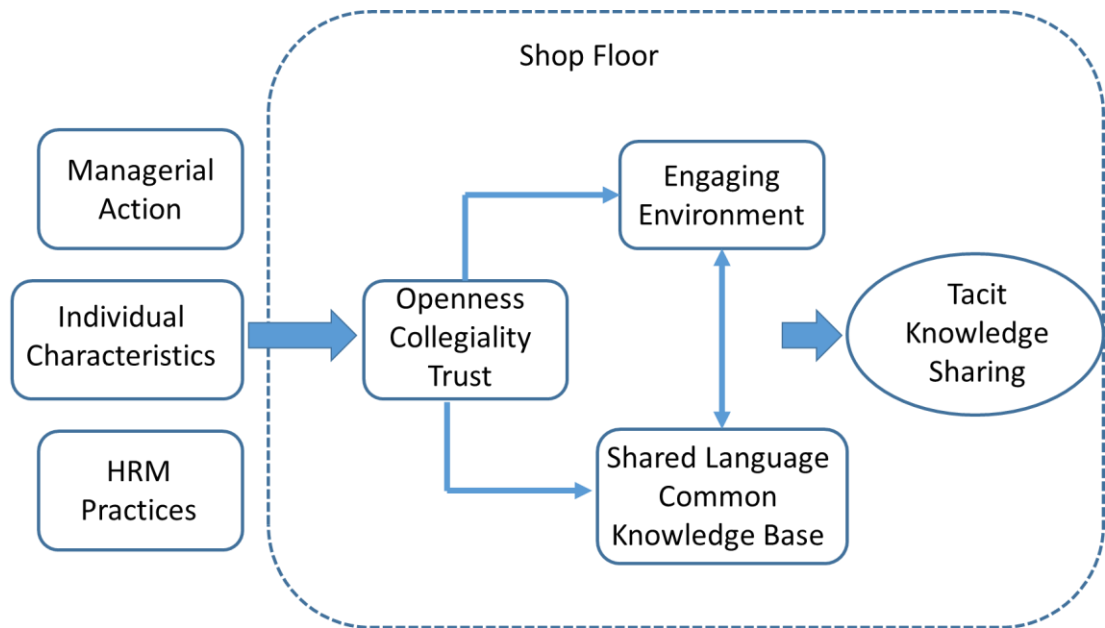 Shop Floor
Managerial
Action
Individual
Characteristics
HRM
Practices
Openness
Collegiality
Trust
Engaging
Environment
Shared Language
Common
Knowledge Base
Tacit
Knowledge
Sharing